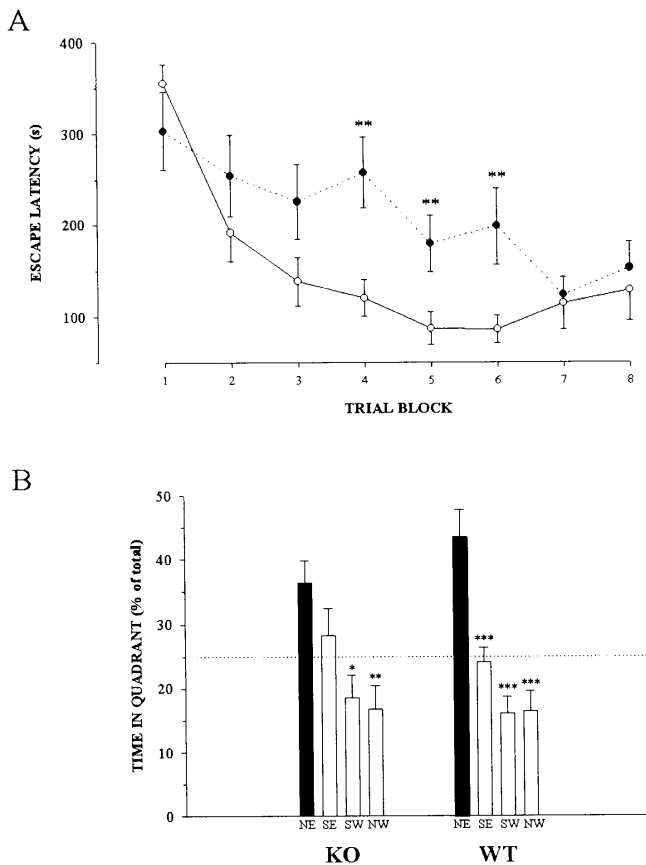 A
400
300
200
100
ESCAPE LATENCY (s)
**
**
**
1 2 3 4 5 6 7 8
TRIAL BLOCK
B
50
40
30
20
10
0
TIME IN QUADRANT (% of total)
* **
*** *** ***
NE SE SW NW NE SE SW NW
KO WT